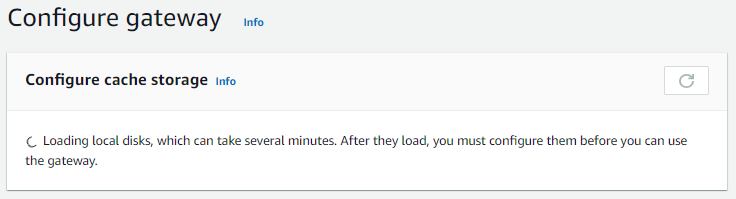 Configure gateway Info
Configure cache storage Info
Loading local disks, which can take several minutes. After they load, you must configure them before you can use
the gateway.